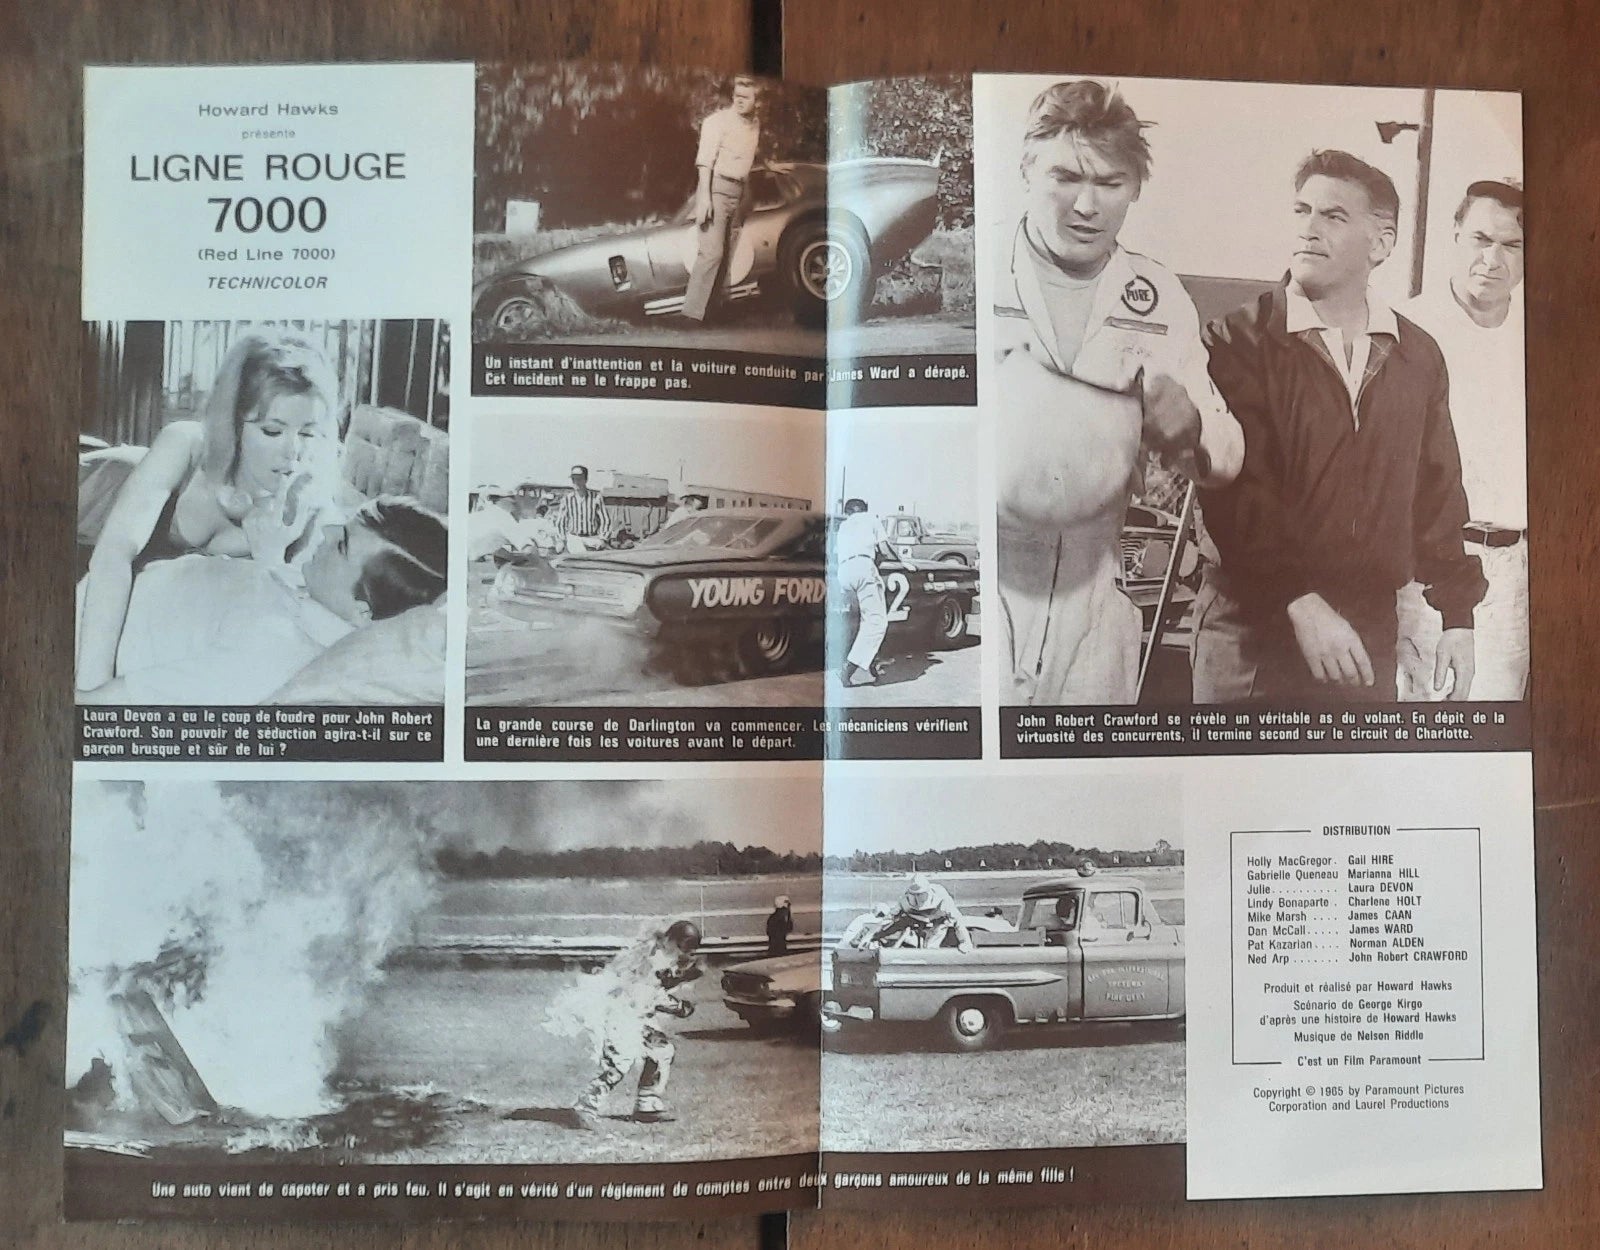 Howard Hawks
présente
LIGNE ROUGE
7000
(Red Line 7000)
TECHNICOLOR
Un instant d'inattention et la voiture conduite par James Ward a dérapé.
Cet incident ne le frappe pas.
PURE
YOUNG FORD
2
Laura Devon a eu le coup de foudre pour John Robert
Crawford. Son pouvoir de séduction agira-t-il sur ce
garçon brusque et sûr de lui ?
La grande course de Darlington va commencer. Les mécaniciens vérifient
une dernière fois les voitures avant le départ.
John Robert Crawford se révèle un véritable as du volant. En dépit de la
virtuosité des concurrents, il termine second sur le circuit de Charlotte.
DAYTONA
Une auto vient de capoter et a pris feu. Il s'agit en vérité d'un règlement de comptes entre deux garçons amoureux de la même fille !
DISTRIBUTION
Holly MacGregor. Gail HIRE
Gabrielle Queneau Marianna HILL
Julie.......... Laura DEVON
Lindy Bonaparte . Charlene HOLT
Mike Marsh .... James CAAN
Dan McCall..... James WARD
Pat Kazarian.... Norman ALDEN
Ned Arp ....... John Robert CRAWFORD
Produit et réalisé par Howard Hawks
Scénario de George Kirgo
d'après une histoire de Howard Hawks
Musique de Nelson Riddle
C'est un Film Paramount
Copyright © 1965 by Paramount Pictures
Corporation and Laurel Productions